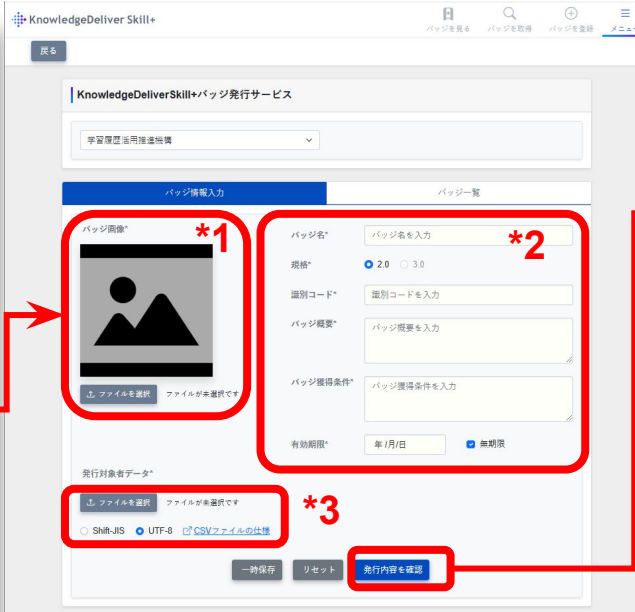 KnowledgeDeliver Skill+
バッジを見る バッジを取得 バッジを登録 メニュー
戻る
KnowledgeDeliverSkill+バッジ発行サービス
学習履歴活用推進機構
バッジ情報入力 バッジ一覧
バッジ画像*
*1
ファイルを選択 ファイルが未選択です
バッジ名* バッジ名を入力
*2
規格* 2.0 3.0
識別コード* 識別コードを入力
バッジ概要* バッジ概要を入力
バッジ獲得条件* バッジ獲得条件を入力
有効期限* 年/月/日 無期限
発行対象者データ*
ファイルを選択 ファイルが未選択です
*3
Shift-JIS UTF-8 CSVファイルの仕様
一時保存 リセット 発行内容を確認